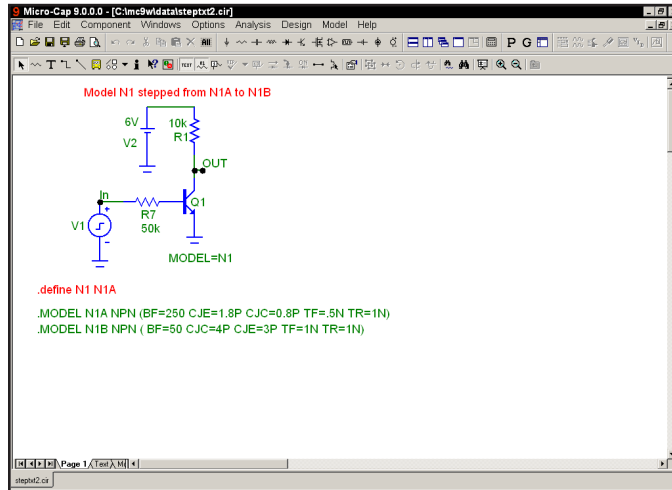 9 Micro-Cap 9.0.0.0 - [C:\mc9w\data\steptxt2.cir]
File Edit Component Windows Options Analysis Design Model Help
T TEXT P G
Model N1 stepped from N1A to N1B
6V
V2
10k
R1
OUT
In
Q1
V1
R7
50k
MODEL=N1
.define N1 N1A
.MODEL N1A NPN (BF=250 CJE=1.8P CJC=0.8P TF=.5N TR=1N)
.MODEL N1B NPN ( BF=50 CJC=4P CJE=3P TF=1N TR=1N)
Page 1 Text
steptxt2.cir